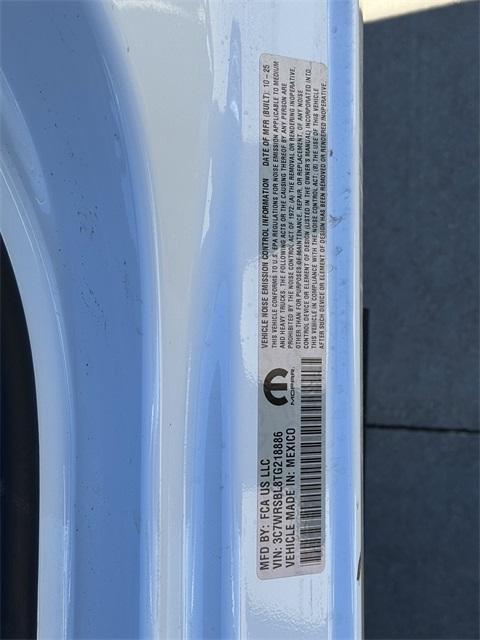 VEHICLE NOISE EMISSION CONTROL INFORMATION DATE OF MFR (BUILT): 10-25
THIS VEHICLE CONFORMS TO U.S. EPA REGULATIONS FOR NOISE EMISSION APPLICABLE TO MEDIUM
AND HEAVY TRUCKS. THE FOLLOWING ACTS OR THE CAUSING THEREOF BY ANY PERSON ARE
PROHIBITED BY THE NOISE CONTROL ACT OF 1972: (A) THE REMOVAL OR RENDERING INOPERATIVE,
OTHER THAN FOR PURPOSES OF MAINTENANCE, REPAIR, OR REPLACEMENT, OF ANY NOISE
CONTROL DEVICE OR ELEMENT OF DESIGN (LISTED IN THE OWNER'S MANUAL) INCORPORATED INTO
THIS VEHICLE IN COMPLIANCE WITH THE NOISE CONTROL ACT; (B) THE USE OF THIS VEHICLE
AFTER SUCH DEVICE OR ELEMENT OF DESIGN HAS BEEN REMOVED OR RENDERED INOPERATIVE.
MOPAR
MFD BY: FCA US LLC
VIN: 3C7WRSBL8TG218886
VEHICLE MADE IN: MEXICO